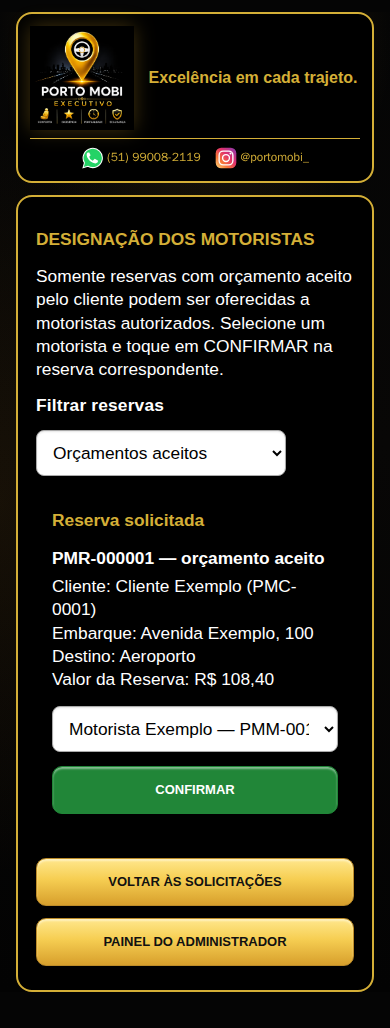 PORTO MOBI
EXECUTIVO
Excelência em cada trajeto.
(51) 99008-2119
@portomobi_
DESIGNAÇÃO DOS MOTORISTAS
Somente reservas com orçamento aceito
pelo cliente podem ser oferecidas a
motoristas autorizados. Selecione um
motorista e toque em CONFIRMAR na
reserva correspondente.
Filtrar reservas
Orçamentos aceitos
Reserva solicitada
PMR-000001 — orçamento aceito
Cliente: Cliente Exemplo (PMC-
0001)
Embarque: Avenida Exemplo, 100
Destino: Aeroporto
Valor da Reserva: R$ 108,40
Motorista Exemplo — PMM-001
CONFIRMAR
VOLTAR ÀS SOLICITAÇÕES
PAINEL DO ADMINISTRADOR